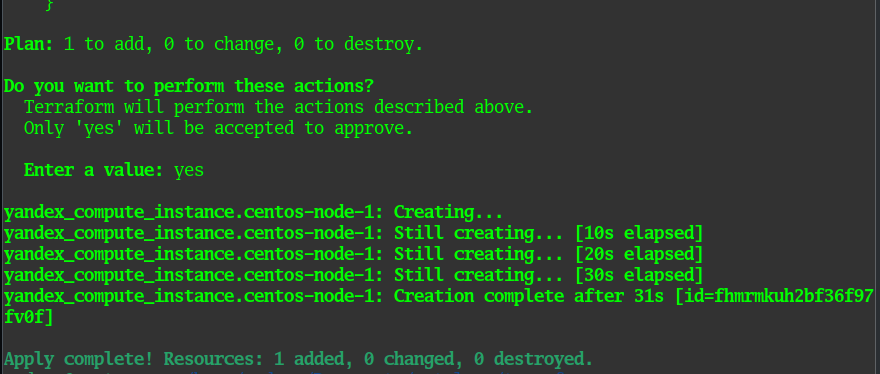 }
Plan: 1 to add, 0 to change, 0 to destroy.
Do you want to perform these actions?
Terraform will perform the actions described above.
Only 'yes' will be accepted to approve.
Enter a value: yes
yandex_compute_instance.centos-node-1: Creating...
yandex_compute_instance.centos-node-1: Still creating... [10s elapsed]
yandex_compute_instance.centos-node-1: Still creating... [20s elapsed]
yandex_compute_instance.centos-node-1: Still creating... [30s elapsed]
yandex_compute_instance.centos-node-1: Creation complete after 31s [id=fhmrmkuh2bf36f97
fv0f]
Apply complete! Resources: 1 added, 0 changed, 0 destroyed.